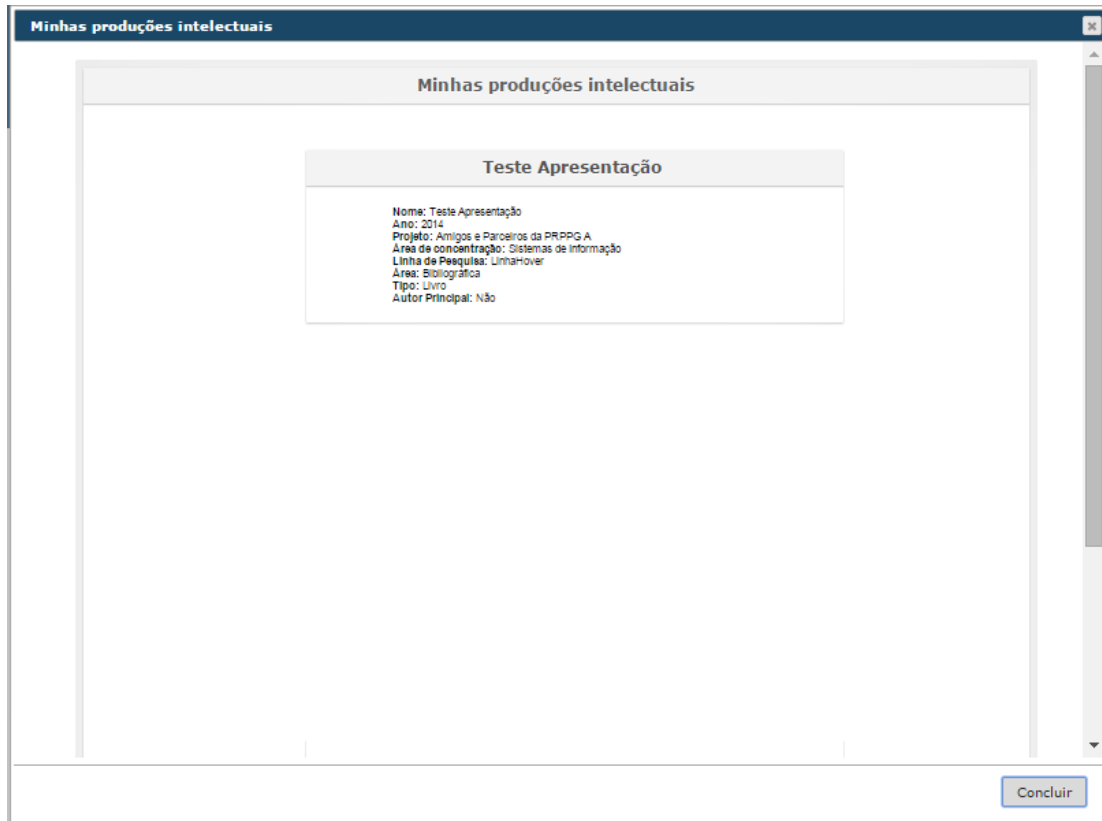 Minhas produções intelectuais
Minhas produções intelectuais
Teste Apresentação
Nome: Teste Apresentação
Ano: 2014
Projeto: Amigos e Parceiros da PRPPG A
Área de concentração: Sistemas de Informação
Linha de Pesquisa: LinhaHover
Área: Bibliográfica
Tipo: Livro
Autor Principal: Não
Concluir